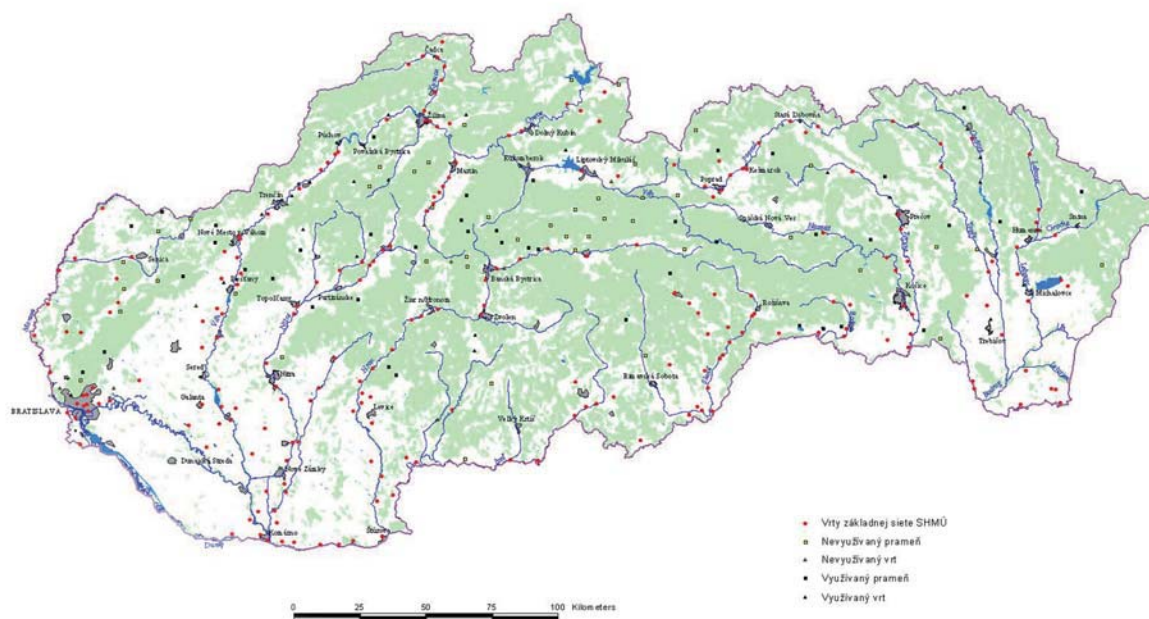 Čadca
Žilina
Dolný Kubín
Stará Ľubovňa
Púchov
Považská Bystrica
Ružomberok
Liptovský Mikuláš
Martin
Poprad
Kežmarok
Trenčín
Váh
Spišská Nová Ves
Hornád
Prešov
Snina
Humenné
Nové Mesto n/Váhom
Senica
Piešťany
Banská Bystrica
Topoľčany
Partizánske
Žiar n/Hronom
Zvolen
Rožňava
Košice
Michalovce
Trebišov
Nitra
Sereď
Galanta
Levice
Rimavská Sobota
Veľký Krtíš
BRATISLAVA
Dunajská Streda
Nové Zámky
Komárno
Štúrovo
Dunaj
Vrty základnej siete SHMÚ
Nevyužívaný prameň
Nevyužívaný vrt
Využívaný prameň
Využívaný vrt
0 25 50 75 100 Kilometers